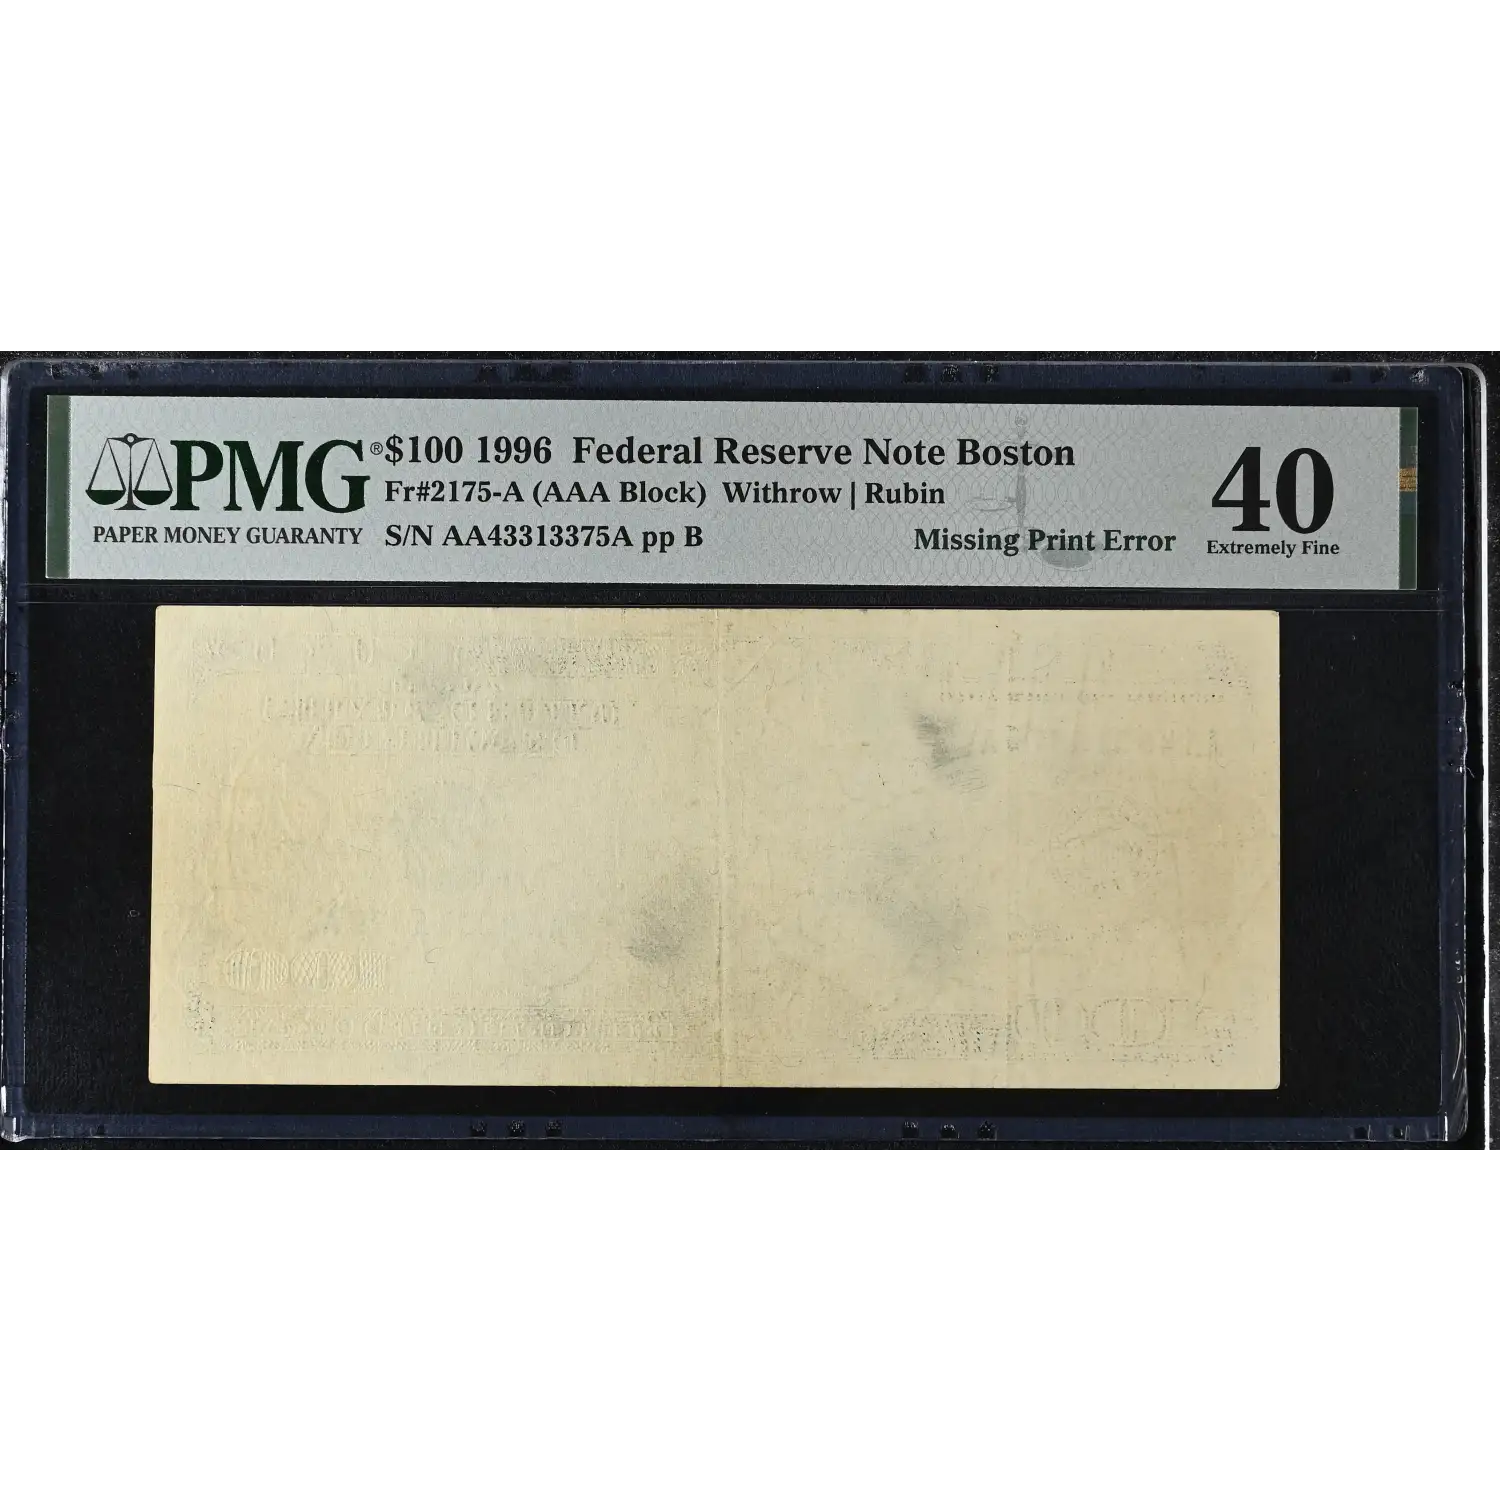 PMG® $100 1996 Federal Reserve Note Boston
Fr#2175-A (AAA Block) Withrow | Rubin
PAPER MONEY GUARANTY S/N AA43313375A pp B
Missing Print Error
40
Extremely Fine